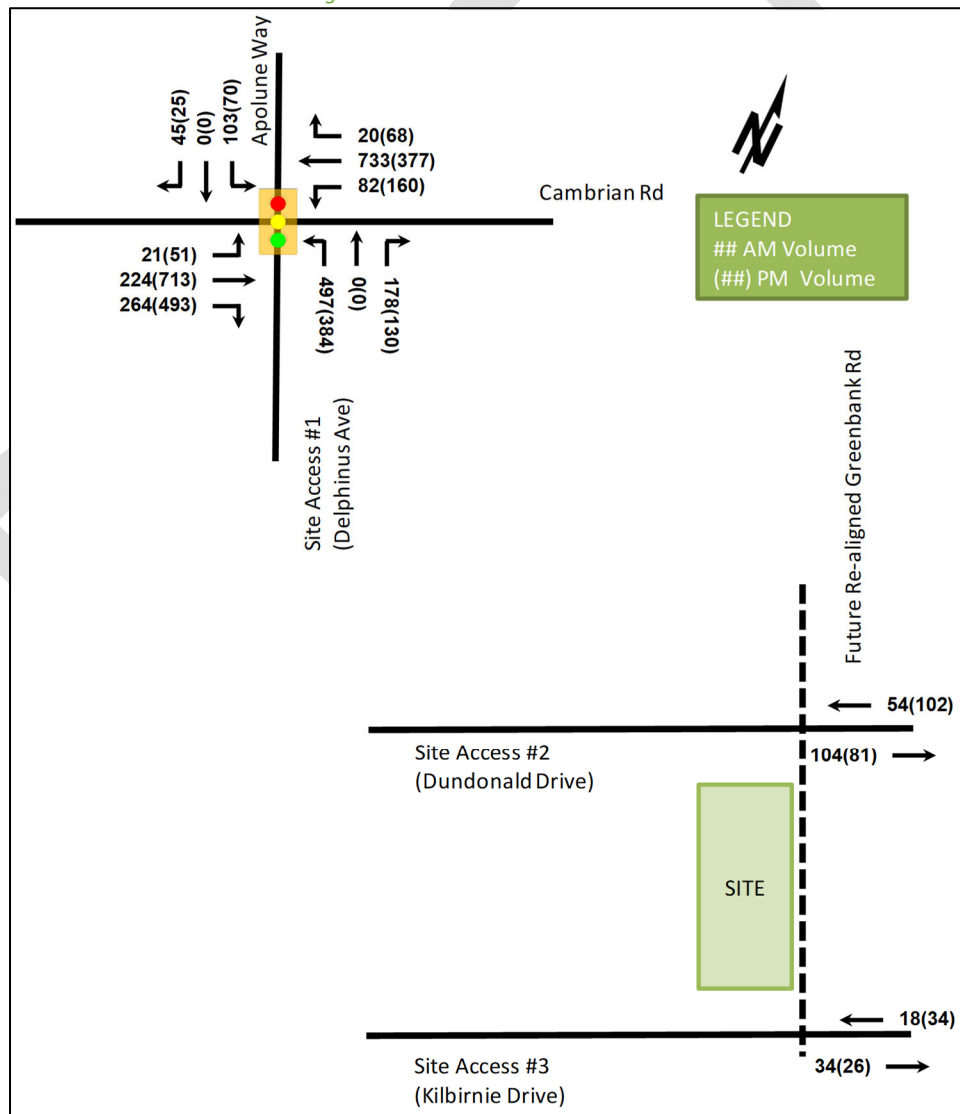 Apolune Way
45(25)
0(0)
103(70)
20(68)
733(377)
82(160)
Cambrian Rd
LEGEND
## AM Volume
(##) PM Volume
21(51)
224(713)
264(493)
497(384)
0(0)
178(130)
Site Access #1
(Delphinus Ave)
Future Re-aligned Greenbank Rd
54(102)
Site Access #2
(Dundonald Drive)
104(81)
SITE
18(34)
Site Access #3
(Kilbirnie Drive)
34(26)